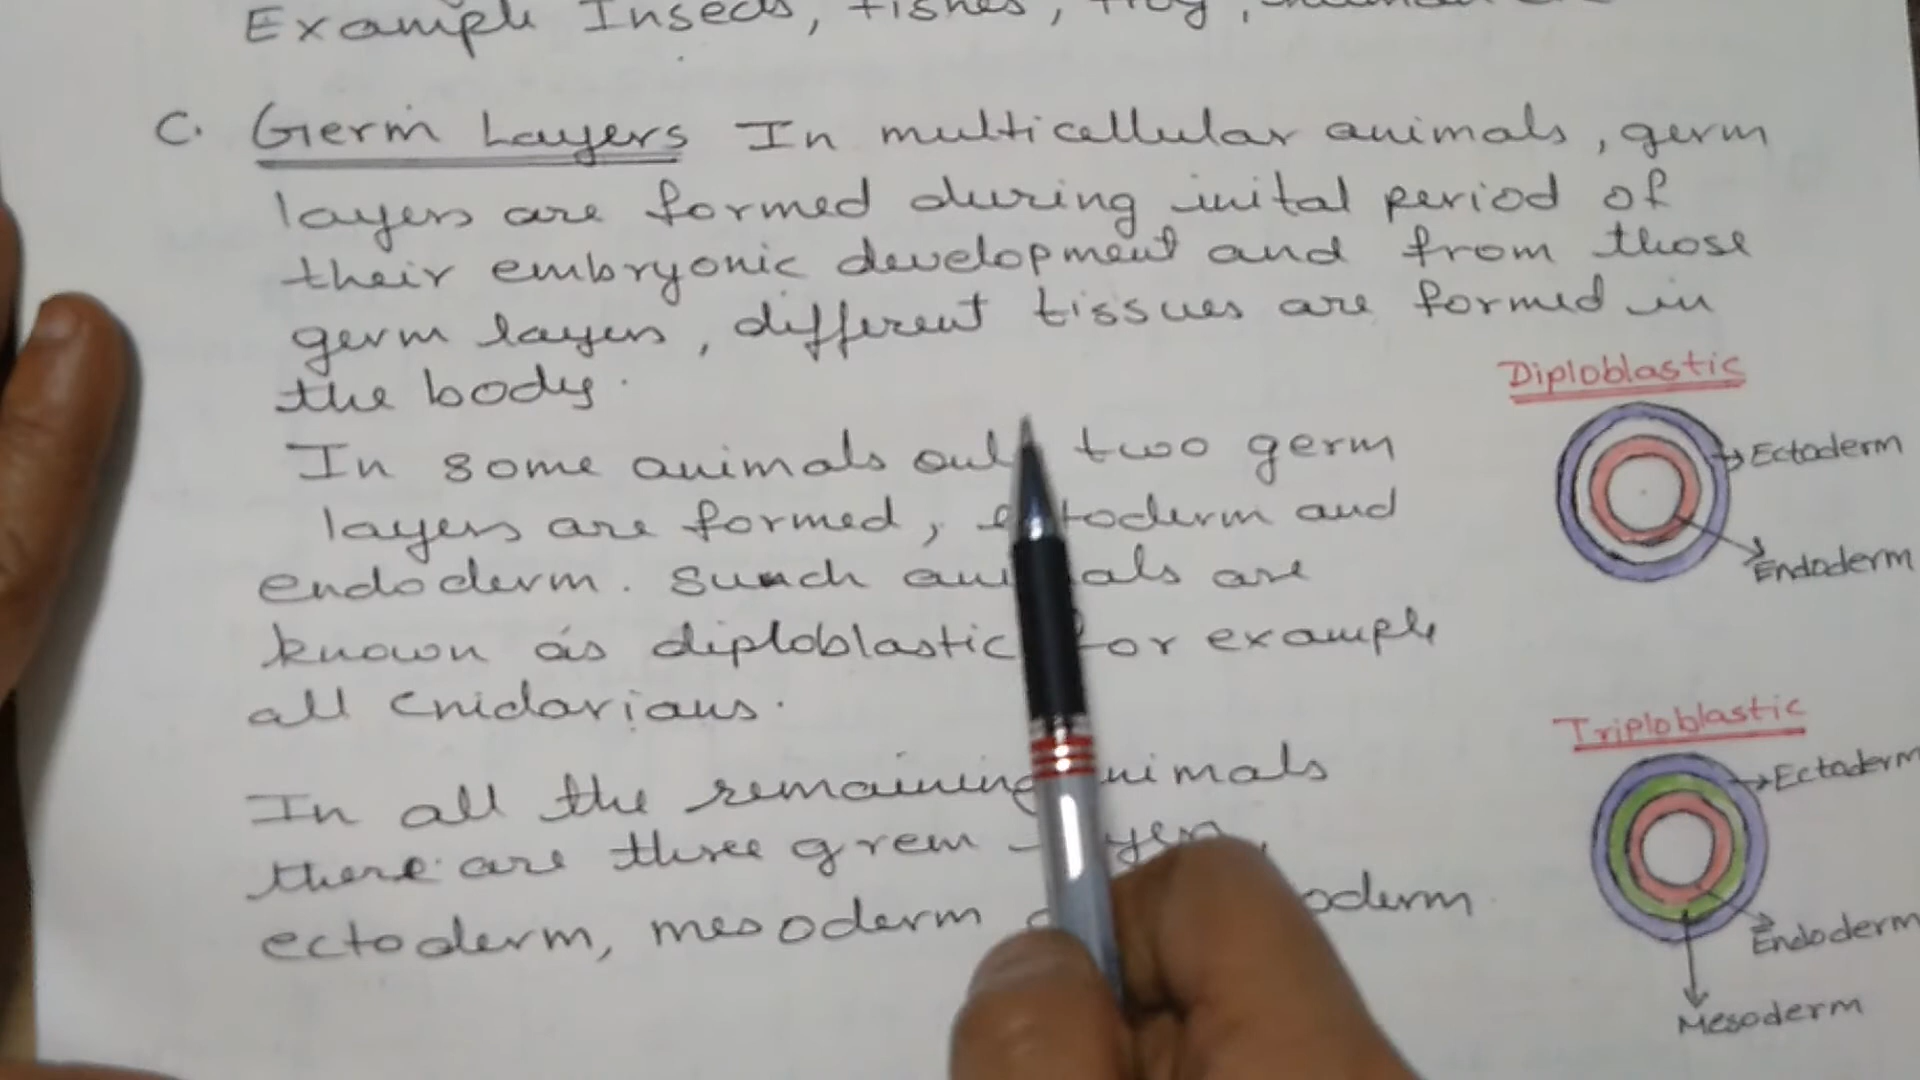 Example Insects, fishes, frog,
C. Germ Layers In multicellular animals, germ
layers are formed during inital period of
their embryonic development and from those
germ layers, different tissues are formed in
the body.
In some animals only two germ
layers are formed, ectoderm and
endoderm. Such animals are
known as diploblastic for example
all Cnidarians.
In all the remaining animals
there are three grem layers,
ectoderm, mesoderm oderm
Diploblastic
Ectoderm
Endoderm
Triploblastic
Ectoderm
Endoderm
Mesoderm